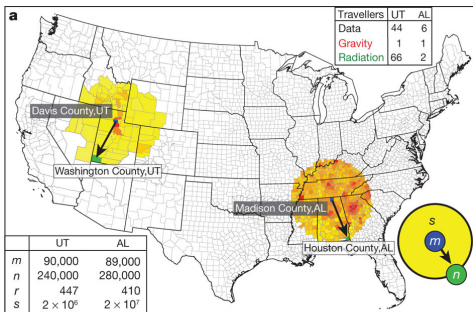 a
Travellers UT AL
Data 44 6
Gravity 1 1
Radiation 66 2
Davis County,UT
Washington County,UT
Madison County,AL
Houston County,AL
s
m
n
UT AL
m 90,000 89,000
n 240,000 280,000
r 447 410
s 2 × 10⁶ 2 × 10⁷